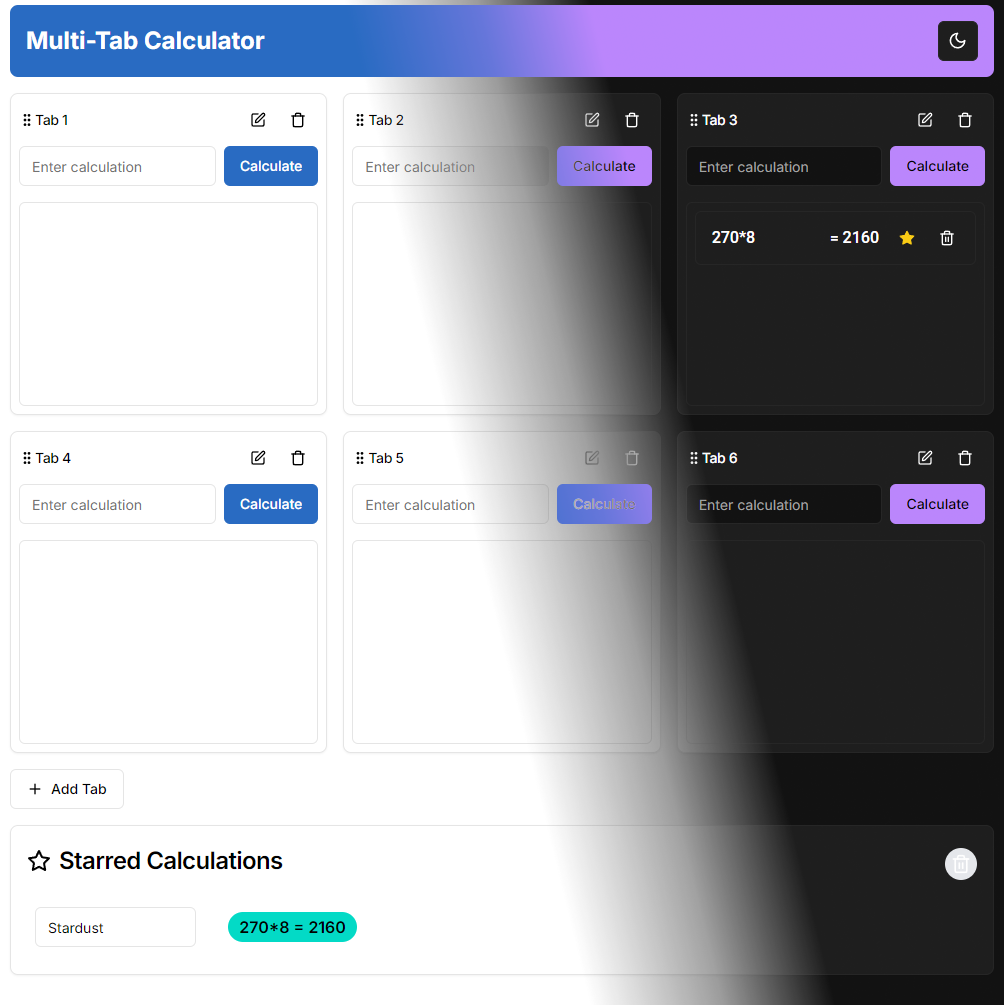 Multi-Tab Calculator
Tab 1
Enter calculation
Calculate
Tab 2
Enter calculation
Calculate
Tab 3
Enter calculation
Calculate
270*8 = 2160
Tab 4
Enter calculation
Calculate
Tab 5
Enter calculation
Calculate
Tab 6
Enter calculation
Calculate
+ Add Tab
Starred Calculations
Stardust
270*8 = 2160